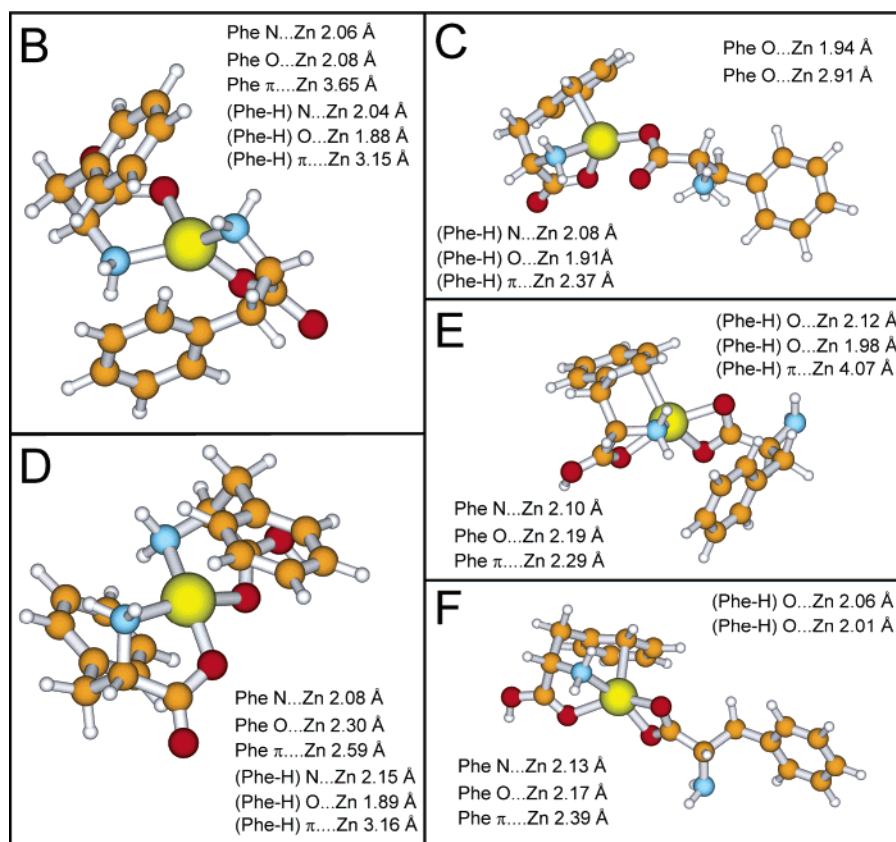 B
Phe N...Zn 2.06 Å
Phe O...Zn 2.08 Å
Phe π....Zn 3.65 Å
(Phe-H) N...Zn 2.04 Å
(Phe-H) O...Zn 1.88 Å
(Phe-H) π....Zn 3.15 Å
C
Phe O...Zn 1.94 Å
Phe O...Zn 2.91 Å
(Phe-H) N...Zn 2.08 Å
(Phe-H) O...Zn 1.91Å
(Phe-H) π...Zn 2.37 Å
D
Phe N...Zn 2.08 Å
Phe O...Zn 2.30 Å
Phe π....Zn 2.59 Å
(Phe-H) N...Zn 2.15 Å
(Phe-H) O...Zn 1.89 Å
(Phe-H) π....Zn 3.16 Å
E
(Phe-H) O...Zn 2.12 Å
(Phe-H) O...Zn 1.98 Å
(Phe-H) π...Zn 4.07 Å
Phe N...Zn 2.10 Å
Phe O...Zn 2.19 Å
Phe π....Zn 2.29 Å
F
(Phe-H) O...Zn 2.06 Å
(Phe-H) O...Zn 2.01 Å
Phe N...Zn 2.13 Å
Phe O...Zn 2.17 Å
Phe π....Zn 2.39 Å